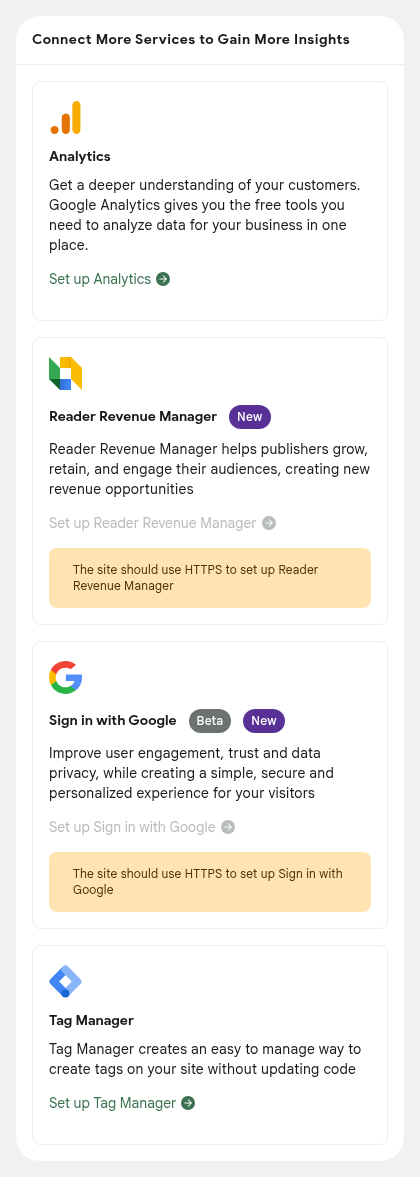 Connect More Services to Gain More Insights
Analytics
Get a deeper understanding of your customers.
Google Analytics gives you the free tools you
need to analyze data for your business in one
place.
Set up Analytics
Reader Revenue Manager New
Reader Revenue Manager helps publishers grow,
retain, and engage their audiences, creating new
revenue opportunities
Set up Reader Revenue Manager
The site should use HTTPS to set up Reader
Revenue Manager
Sign in with Google Beta New
Improve user engagement, trust and data
privacy, while creating a simple, secure and
personalized experience for your visitors
Set up Sign in with Google
The site should use HTTPS to set up Sign in with
Google
Tag Manager
Tag Manager creates an easy to manage way to
create tags on your site without updating code
Set up Tag Manager